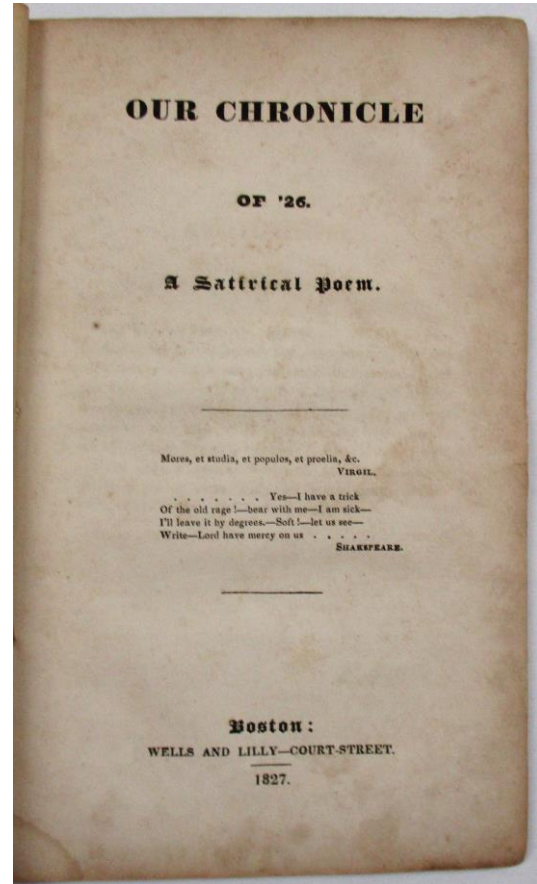 OUR CHRONICLE
OF '26.
A Satirical Poem.
Mores, et studia, et populos, et proelia, &c.
VIRGIL.
. . . . . . . Yes—I have a trick
Of the old rage !—bear with me—I am sick—
I'll leave it by degrees.—Soft !—let us see—
Write—Lord have mercy on us . . . . .
SHAKSPEARE.
Boston :
WELLS AND LILLY—COURT-STREET.
1827.